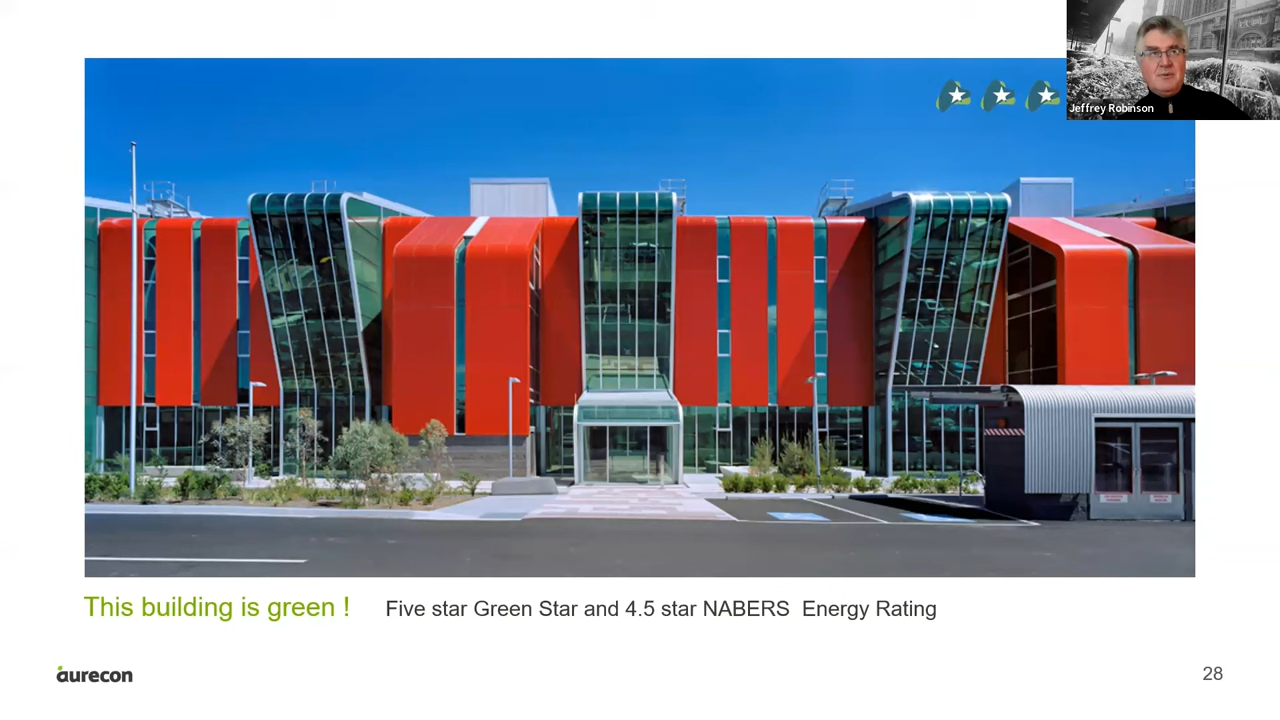 Jeffrey Robinson
This building is green !
Five star Green Star and 4.5 star NABERS  Energy Rating
aurecon
28